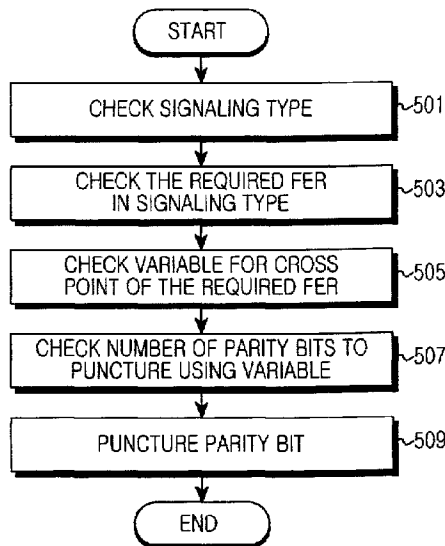 START
CHECK SIGNALING TYPE
501
CHECK THE REQUIRED FER
IN SIGNALING TYPE
503
CHECK VARIABLE FOR CROSS
POINT OF THE REQUIRED FER
505
CHECK NUMBER OF PARITY BITS TO
PUNCTURE USING VARIABLE
507
PUNCTURE PARITY BIT
509
END